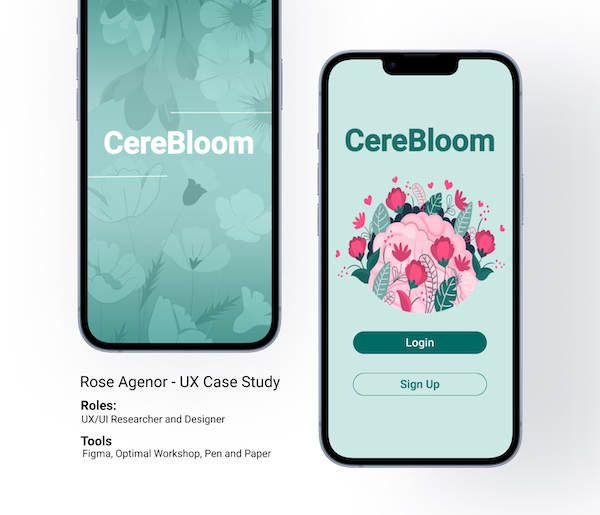 CereBloom
Rose Agenor - UX Case Study
Roles:
UX/UI Researcher and Designer
Tools
Figma, Optimal Workshop, Pen and Paper
CereBloom
Login
Sign Up